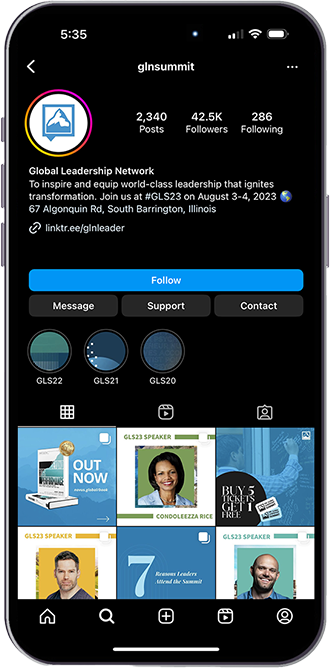 5:35
glnsummit
2,340
42.5K
286
Posts
Followers
Following
Global Leadership Network
To inspire and equip world-class leadership that ignites
transformation. Join us at #GLS23 on August 3-4, 2023
67 Algonquin Rd, South Barrington, Illinois
linktr.ee/glnleader
Follow
Message
Support
Contact
GLS22
GLS21
GLS20
OUT
NOW
GLS23 SPEAKER
CONDOLEEZZA RICE
BUY 5
TICKETS
GET 1
FREE
GLS23 SPEAKER
7
Reasons Leaders
Attend the Summit
GLS23 SPEAKER